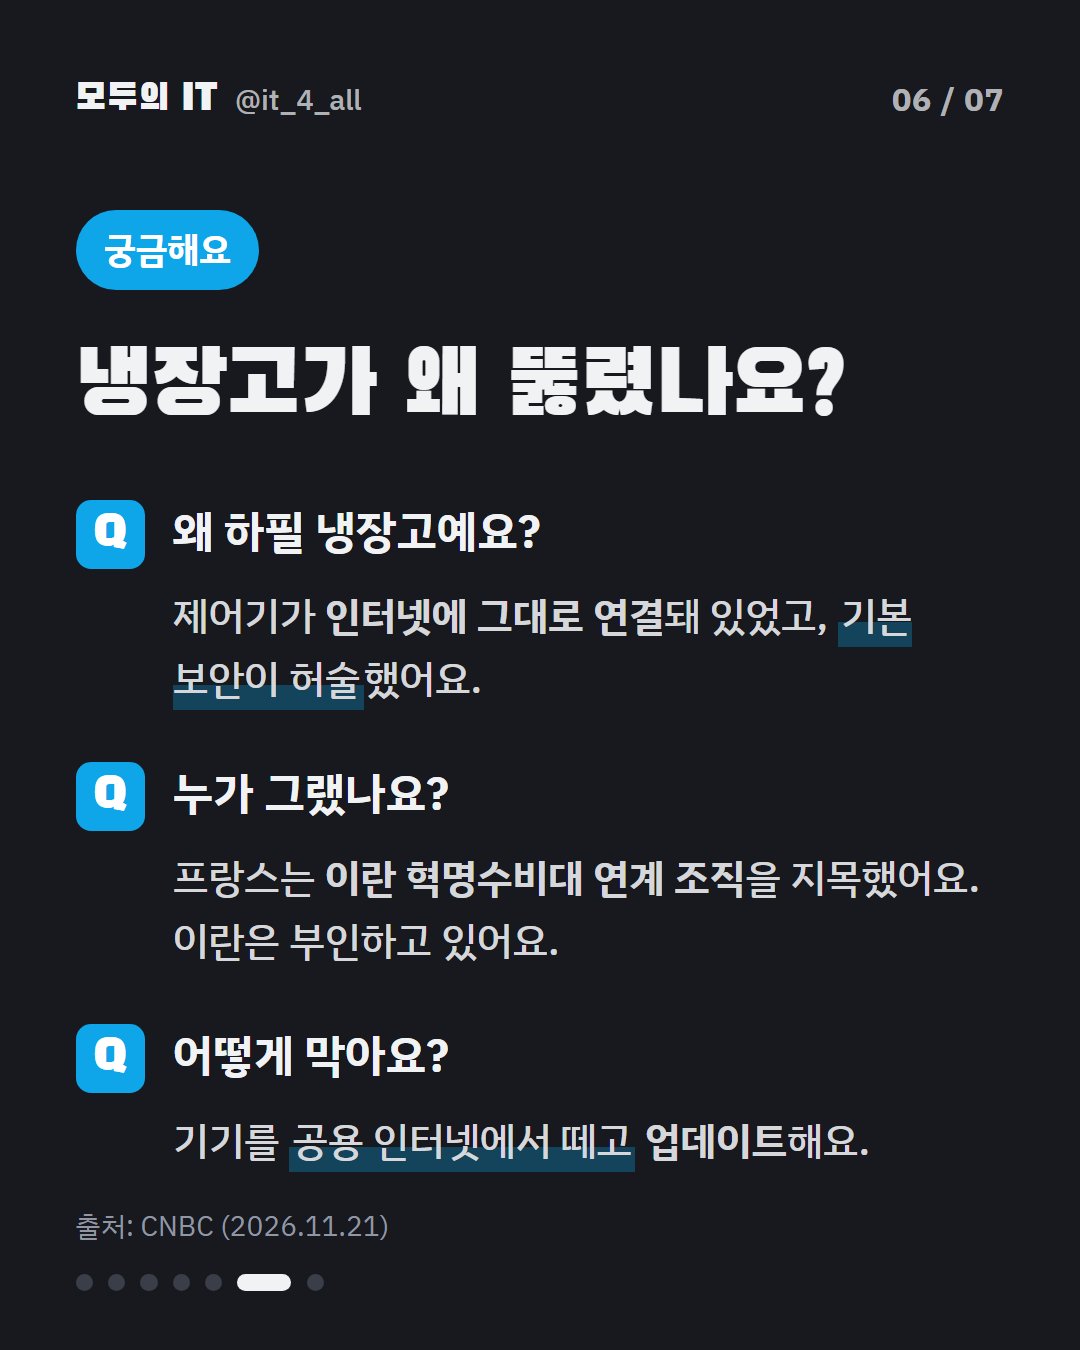 모두의 IT @it_4_all
06 / 07
궁금해요
냉장고가 왜 뚫렸나요?
Q 왜 하필 냉장고예요?
제어기가 인터넷에 그대로 연결돼 있었고, 기본
보안이 허술했어요.
Q 누가 그랬나요?
프랑스는 이란 혁명수비대 연계 조직을 지목했어요.
이란은 부인하고 있어요.
Q 어떻게 막아요?
기기를 공용 인터넷에서 떼고 업데이트해요.
출처: CNBC (2026.11.21)